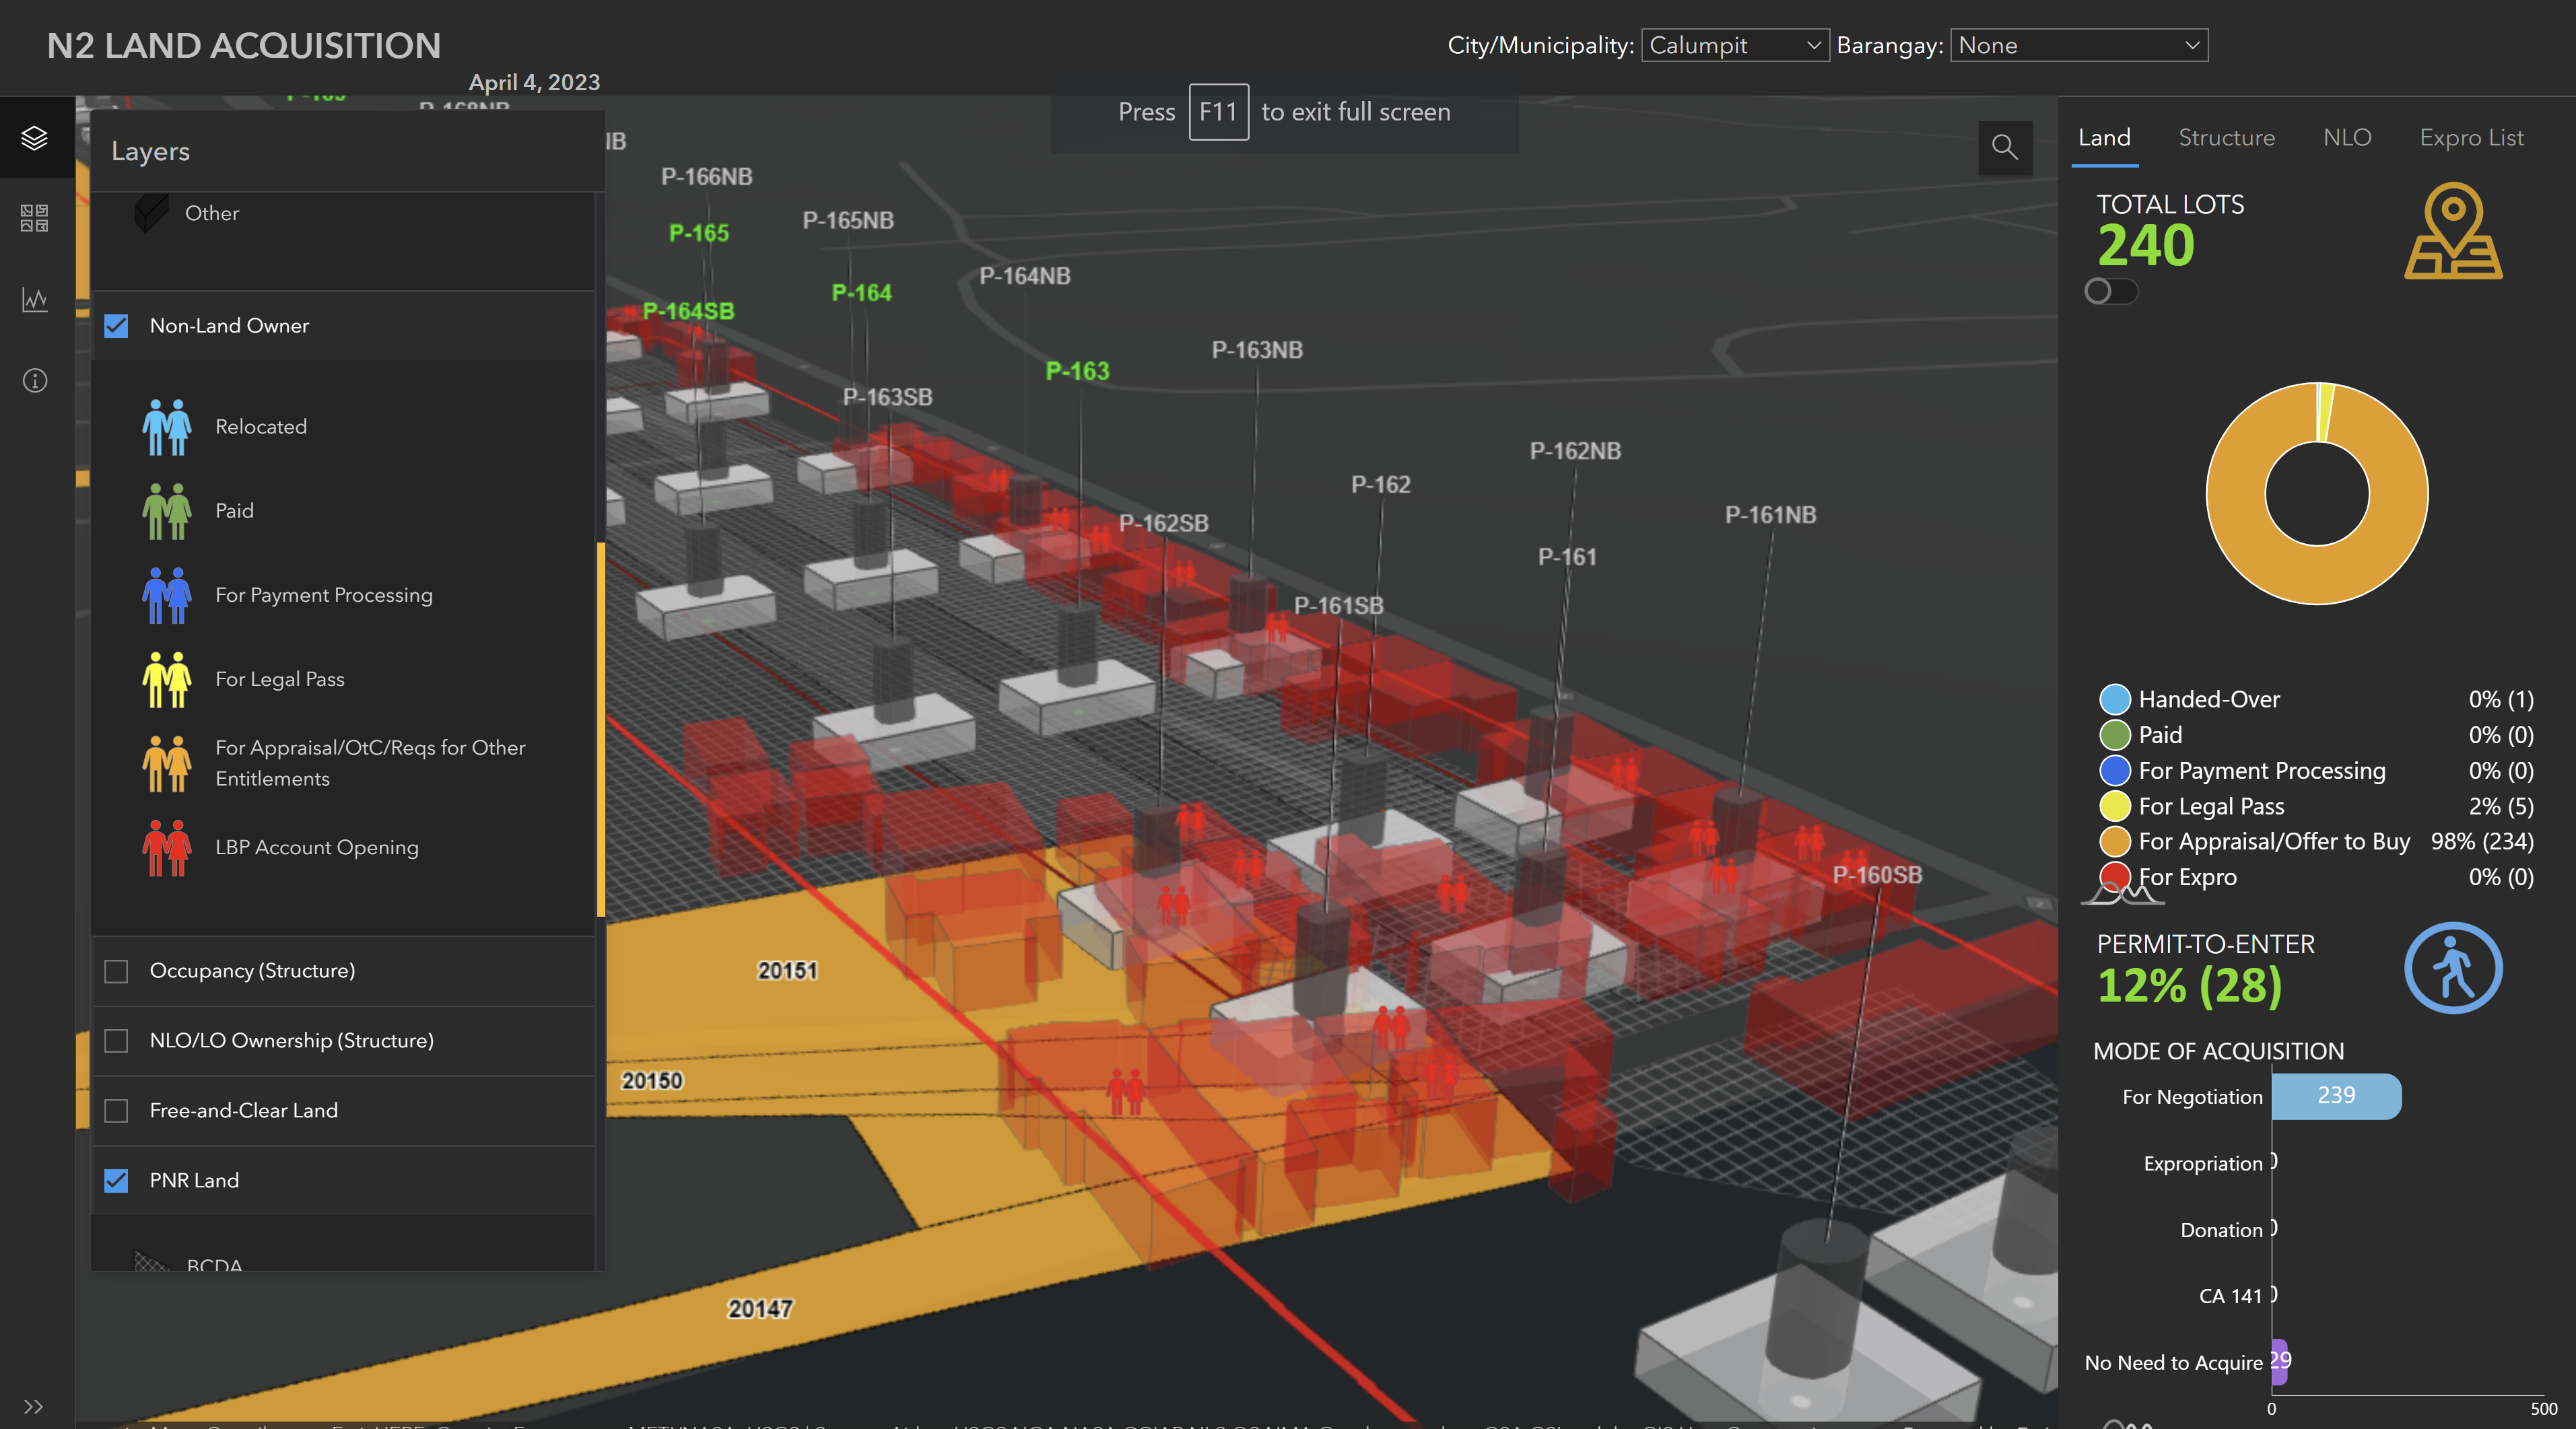 N2 LAND ACQUISITION
April 4, 2023
City/Municipality: Calumpit
Barangay: None
Press F11 to exit full screen
Layers
Other
Non-Land Owner
Relocated
Paid
For Payment Processing
For Legal Pass
For Appraisal/OtC/Reqs for Other
Entitlements
LBP Account Opening
Occupancy (Structure)
NLO/LO Ownership (Structure)
Free-and-Clear Land
PNR Land
BCDA
P-168NB
P-166NB
P-165
P-165NB
P-164SB
P-164
P-164NB
P-163SB
P-163
P-163NB
P-162SB
P-162
P-162NB
P-161SB
P-161
P-161NB
P-160SB
20151
20150
20147
Land Structure NLO Expro List
TOTAL LOTS
240
Handed-Over 0% (1)
Paid 0% (0)
For Payment Processing 0% (0)
For Legal Pass 2% (5)
For Appraisal/Offer to Buy 98% (234)
For Expro 0% (0)
PERMIT-TO-ENTER
12% (28)
MODE OF ACQUISITION
For Negotiation 239
Expropriation 0
Donation 0
CA 141 0
No Need to Acquire 29
0 500